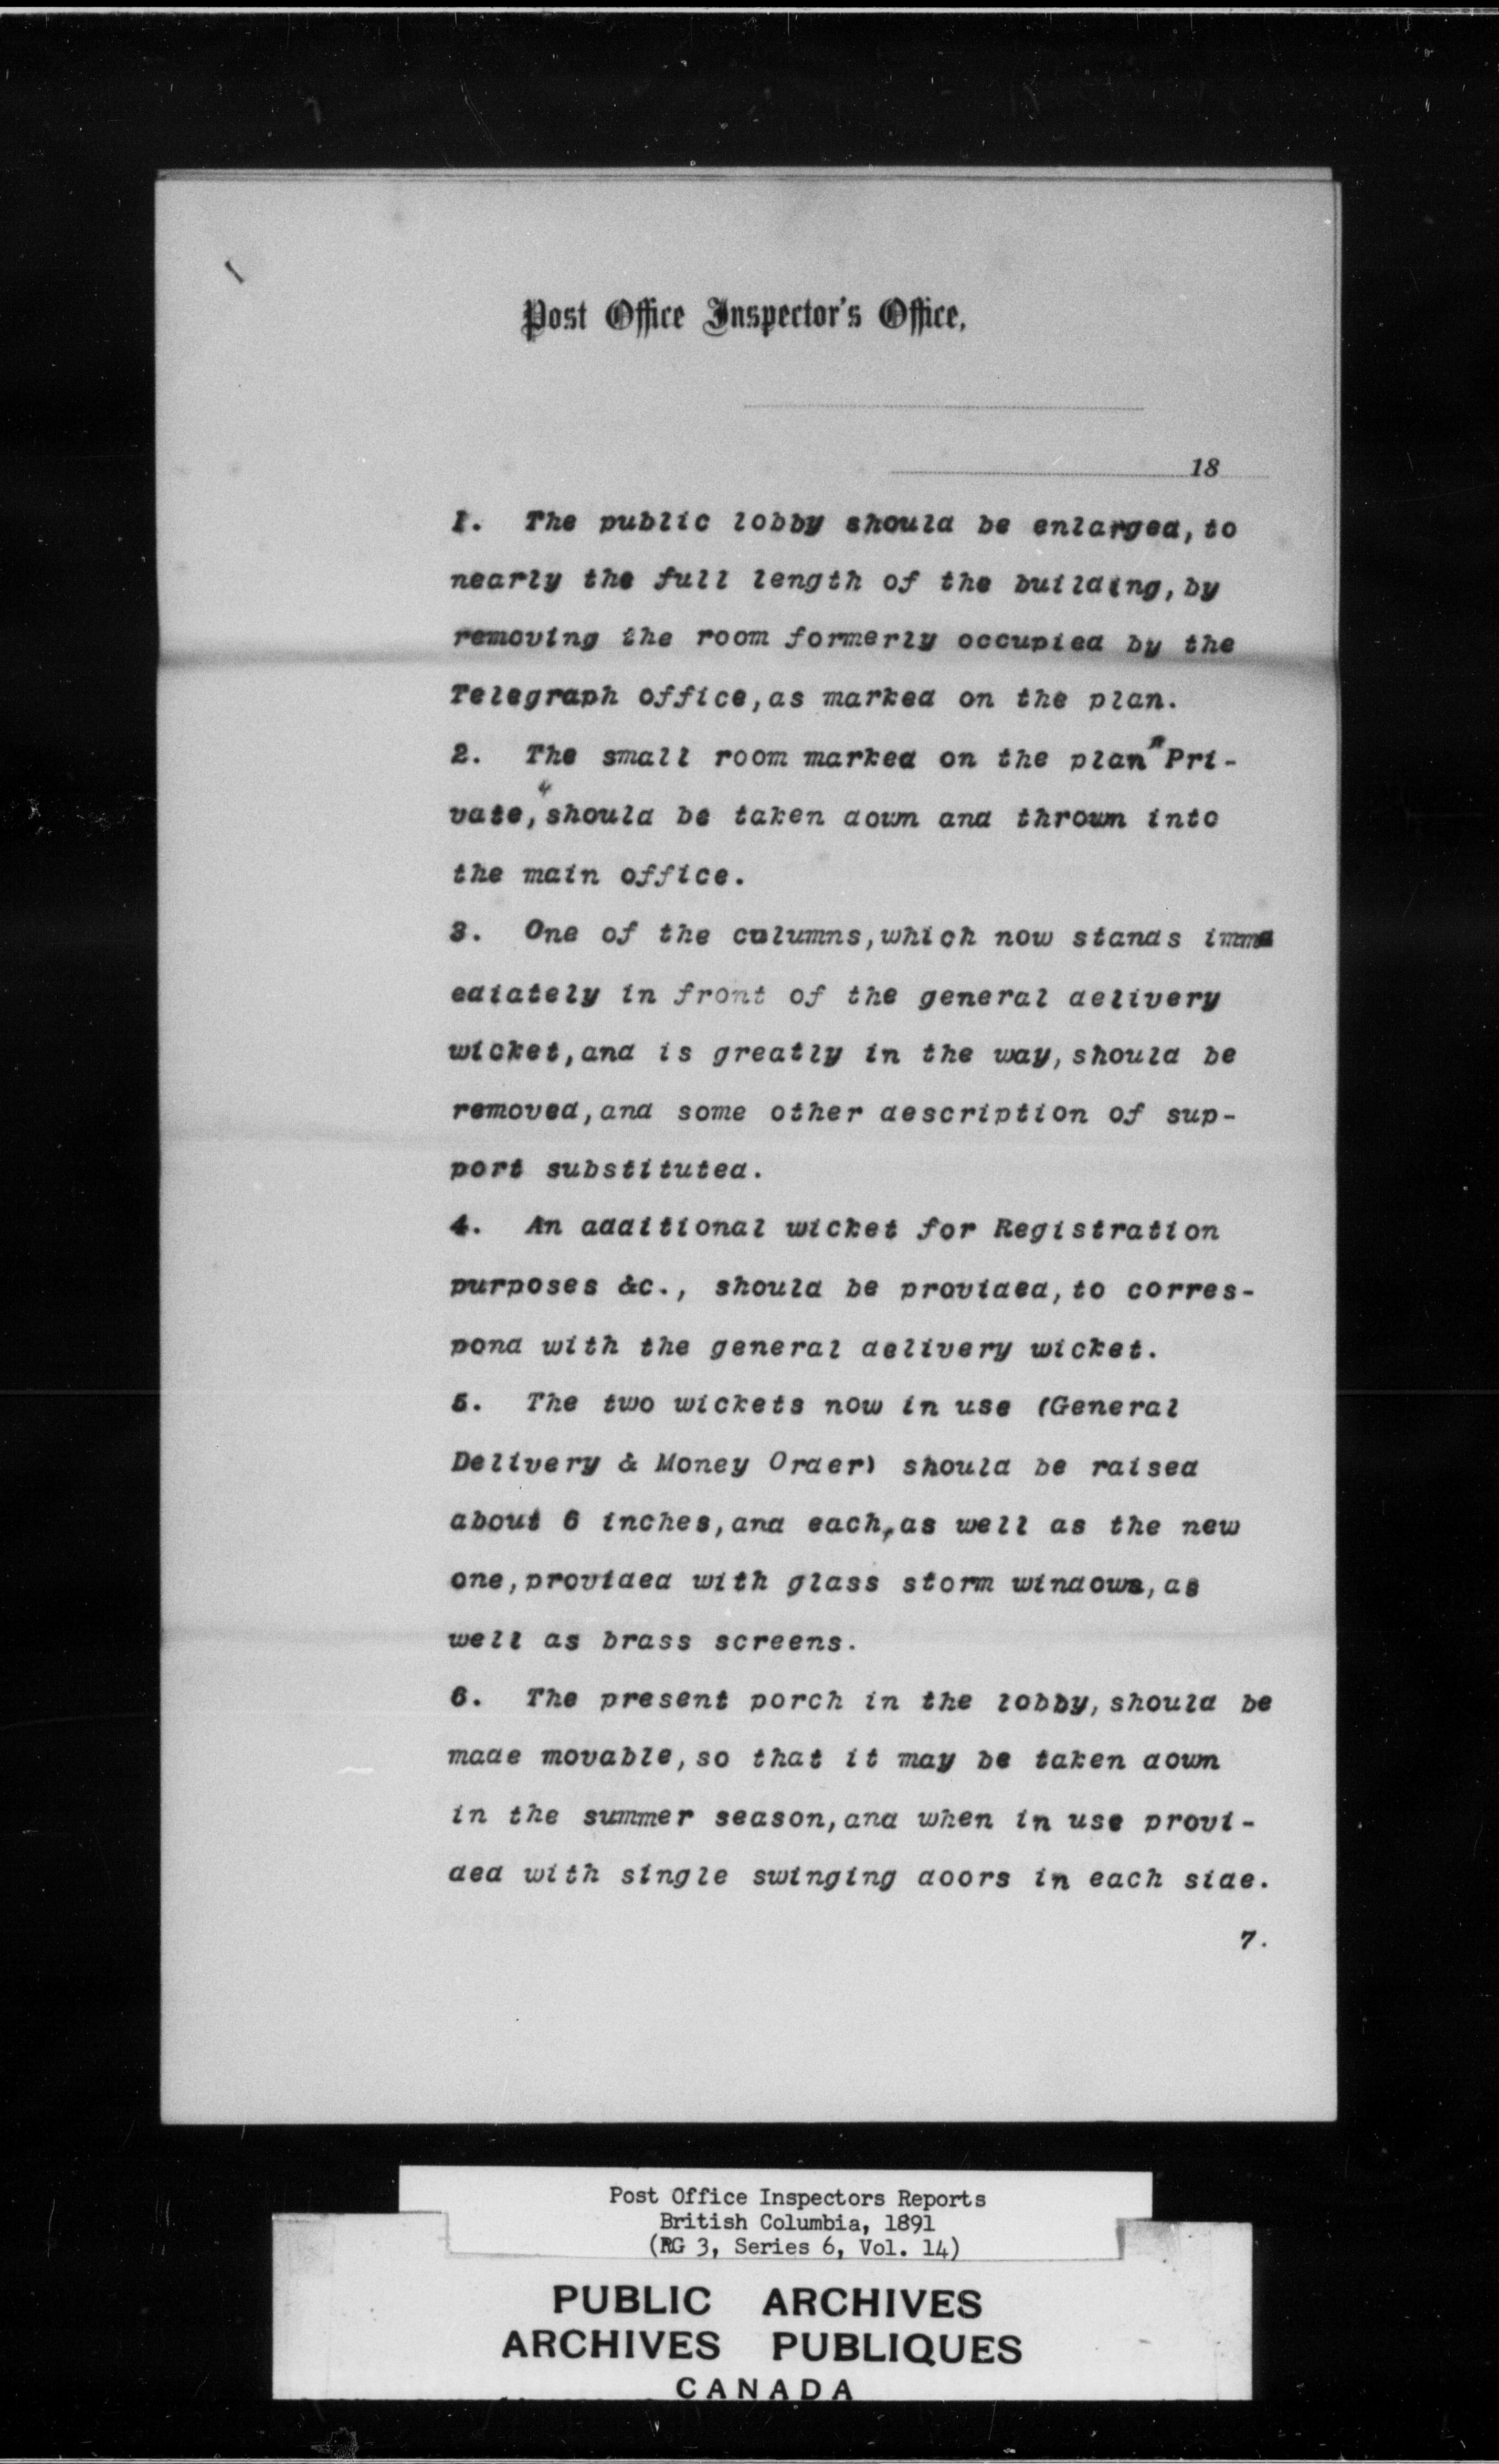 Post Office Inspector's Office,
18
1. The public lobby should be enlarged, to
nearly the full length of the building, by
removing the room formerly occupied by the
Telegraph office, as marked on the plan.
2. The small room marked on the plan "Pri-
vate," should be taken down and thrown into
the main office.
3. One of the columns, which now stands imm
ediately in front of the general delivery
wicket, and is greatly in the way, should be
removed, and some other description of sup-
port substituted.
4. An additional wicket for Registration
purposes &c., should be provided, to corres-
pond with the general delivery wicket.
5. The two wickets now in use (General
Delivery & Money Order) should be raised
about 6 inches, and each, as well as the new
one, provided with glass storm windows, as
well as brass screens.
6. The present porch in the lobby, should be
made movable, so that it may be taken down
in the summer season, and when in use provi-
ded with single swinging doors in each side.
7.
Post Office Inspectors Reports
British Columbia, 1891
(RG 3, Series 6, Vol. 14)
PUBLIC ARCHIVES
ARCHIVES PUBLIQUES
CANADA